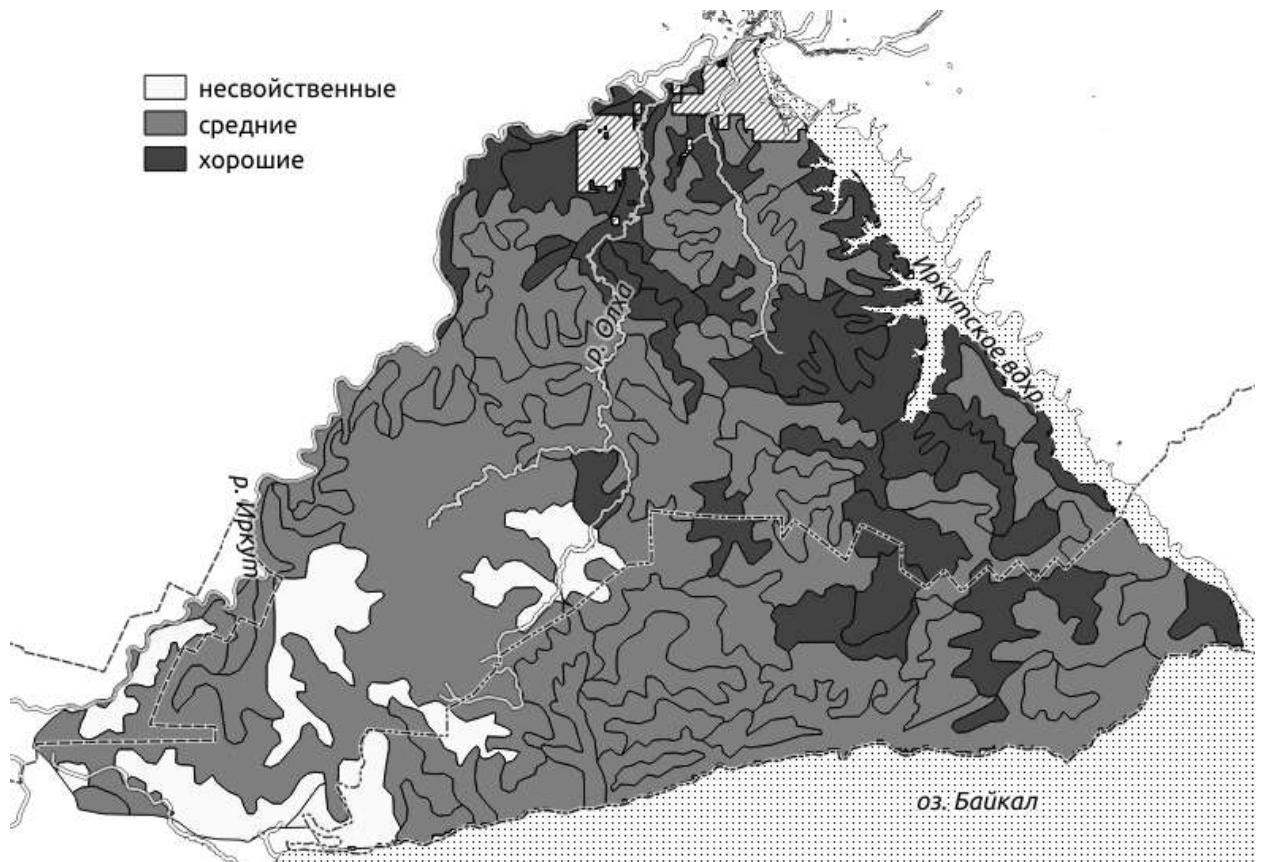 несвойственные
средние
хорошие
р. Олха
Иркутское вдхр
р. Иркут
оз. Байкал